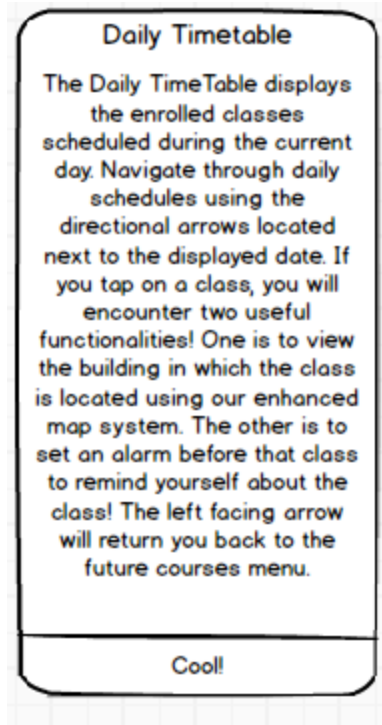 Daily Timetable
The Daily TimeTable displays
the enrolled classes
scheduled during the current
day. Navigate through daily
schedules using the
directional arrows located
next to the displayed date. If
you tap on a class, you will
encounter two useful
functionalities! One is to view
the building in which the class
is located using our enhanced
map system. The other is to
set an alarm before that class
to remind yourself about the
class! The left facing arrow
will return you back to the
future courses menu.
Cool!